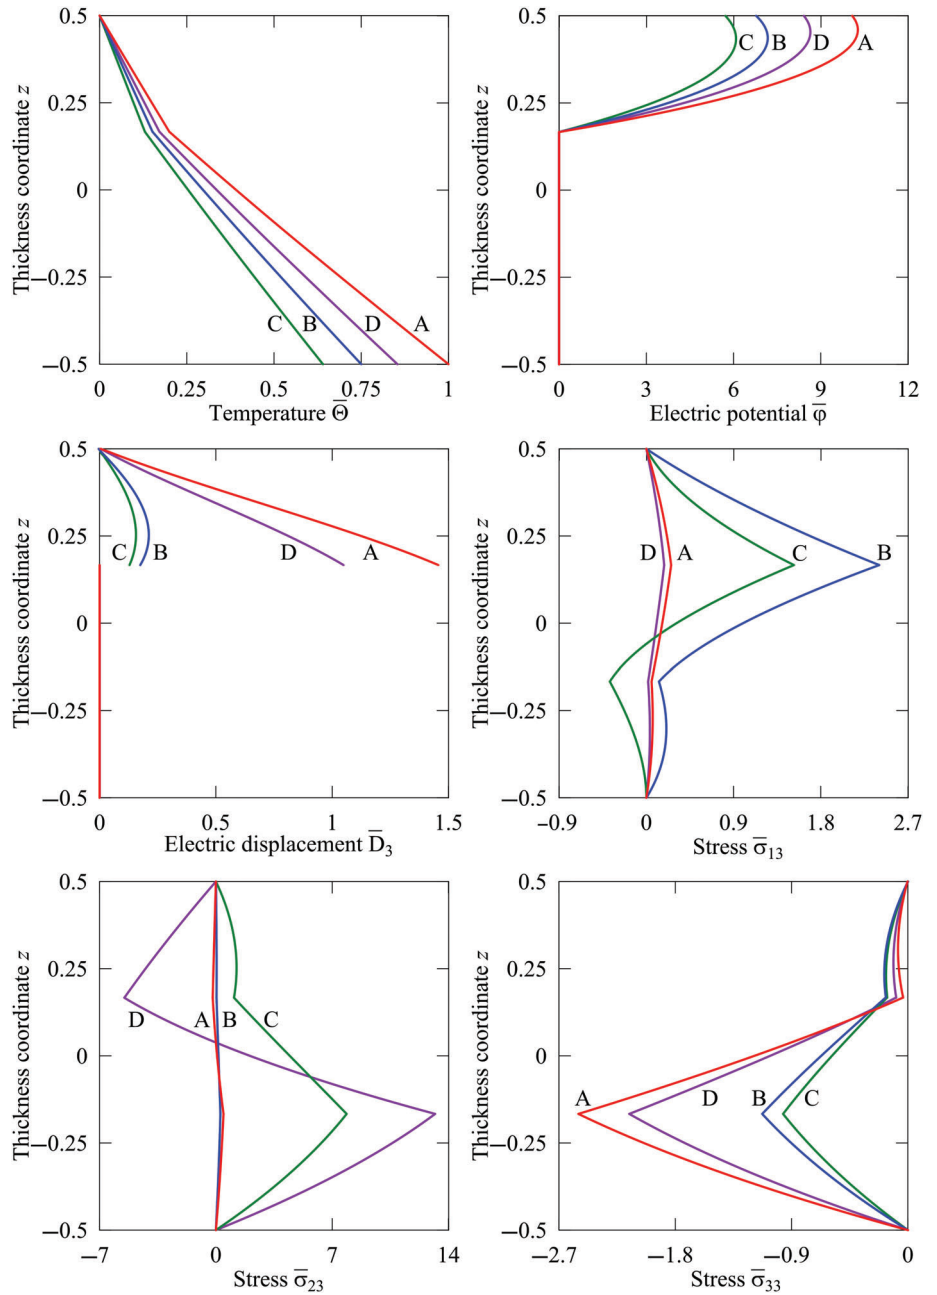 0.5
0.25
0
−0.25
−0.5
Thickness coordinate z
C B D A
0 0.25 0.5 0.75 1
Temperature Θ̅
0.5
0.25
0
−0.25
−0.5
Thickness coordinate z
C B D A
0 3 6 9 12
Electric potential φ̅
0.5
0.25
0
−0.25
−0.5
Thickness coordinate z
C B D A
0 0.5 1 1.5
Electric displacement D̅₃
0.5
0.25
0
−0.25
−0.5
Thickness coordinate z
D A C B
−0.9 0 0.9 1.8 2.7
Stress σ̅₁₃
0.5
0.25
0
−0.25
−0.5
Thickness coordinate z
D A B C
−7 0 7 14
Stress σ̅₂₃
0.5
0.25
0
−0.25
−0.5
Thickness coordinate z
A D B C
−2.7 −1.8 −0.9 0
Stress σ̅₃₃